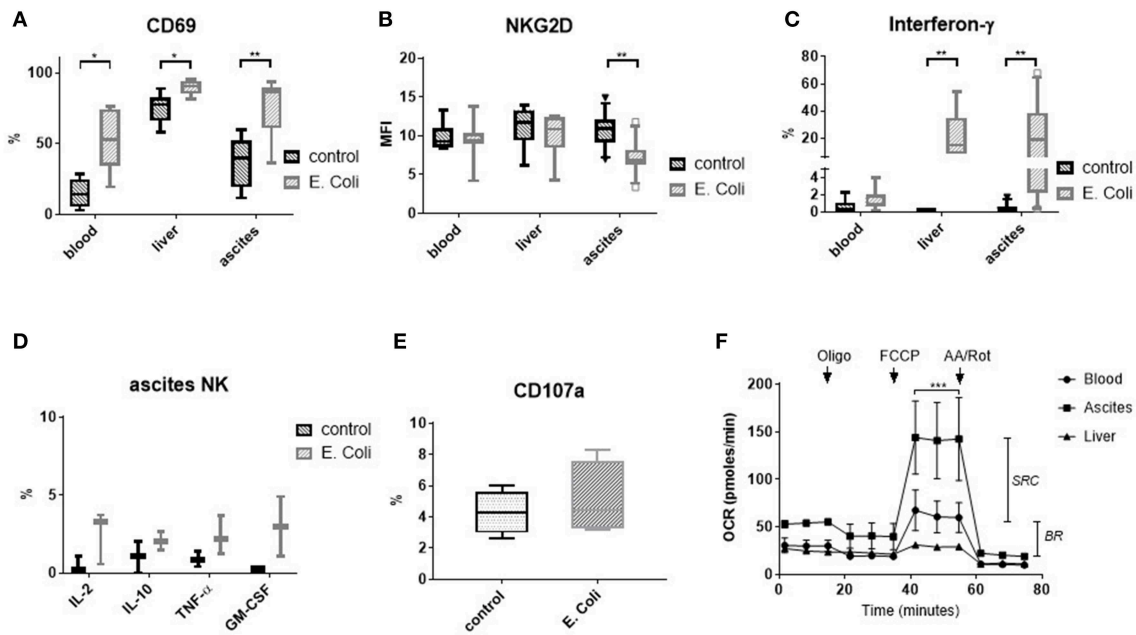 A
CD69
100
50
0
%
*
*
**
blood
liver
ascites
control
E. Coli
B
NKG2D
20
15
10
5
0
MFI
**
blood
liver
ascites
control
E. Coli
C
Interferon-γ
80
60
40
20
4
2
0
%
**
**
blood
liver
ascites
control
E. Coli
D
ascites NK
10
5
0
%
IL-2
IL-10
TNF-α
GM-CSF
control
E. Coli
E
CD107a
10
8
6
4
2
0
%
control
E. Coli
F
Oligo
FCCP
AA/Rot
200
150
100
50
0
OCR (pmoles/min)
***
0
20
40
60
80
Time (minutes)
SRC
BR
Blood
Ascites
Liver